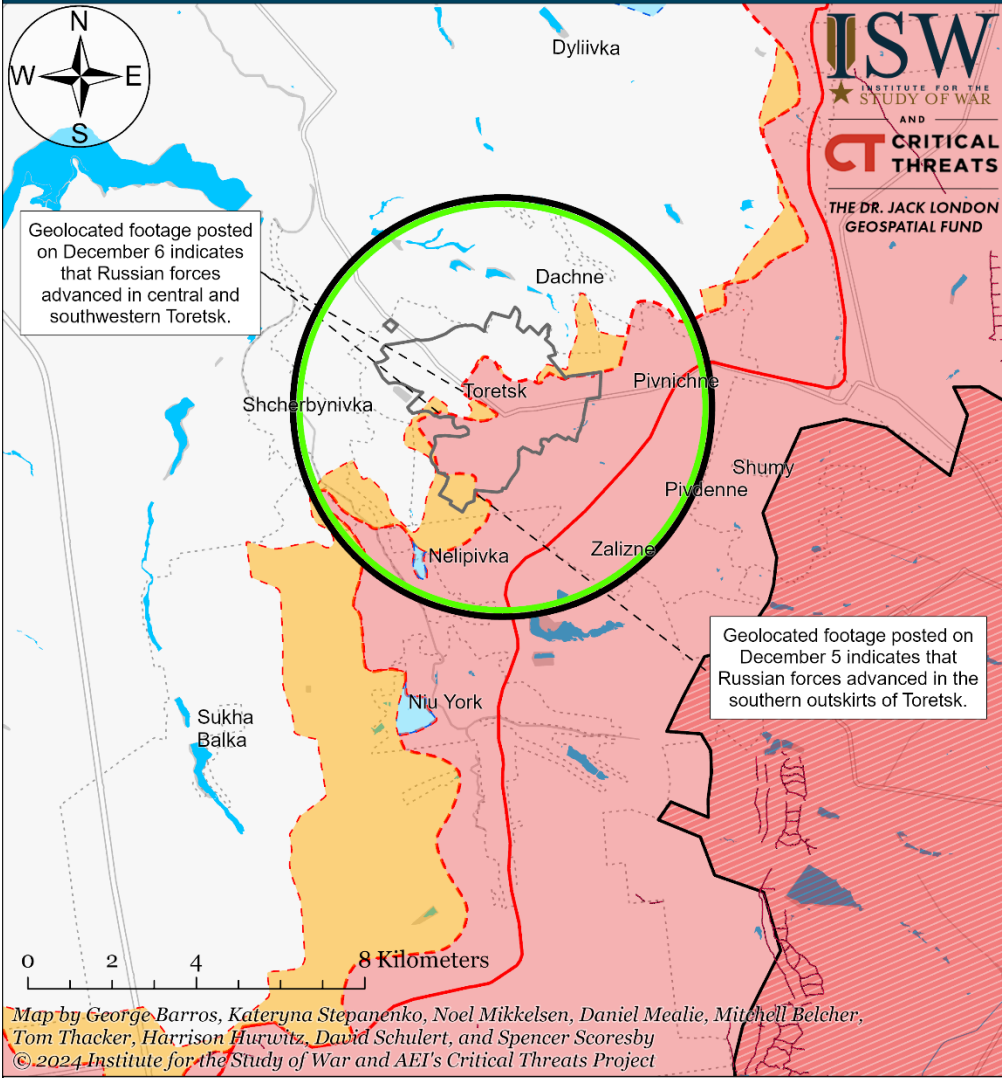 N
W
E
S
Dyliivka
ISW
INSTITUTE FOR THE
STUDY OF WAR
AND
CT CRITICAL
THREATS
THE DR. JACK LONDON
GEOSPATIAL FUND
Geolocated footage posted
on December 6 indicates
that Russian forces
advanced in central and
southwestern Toretsk.
Dachne
Pivnichne
Toretsk
Shcherbynivka
Shumy
Pivdenne
Zalizne
Nelipivka
Geolocated footage posted on
December 5 indicates that
Russian forces advanced in the
southern outskirts of Toretsk.
Niu York
Sukha
Balka
0 2 4 8 Kilometers
Map by George Barros, Kateryna Stepanenko, Noel Mikkelsen, Daniel Mealie, Mitchell Belcher,
Tom Thacker, Harrison Hurwitz, David Schulert, and Spencer Scoresby
© 2024 Institute for the Study of War and AEI's Critical Threats Project